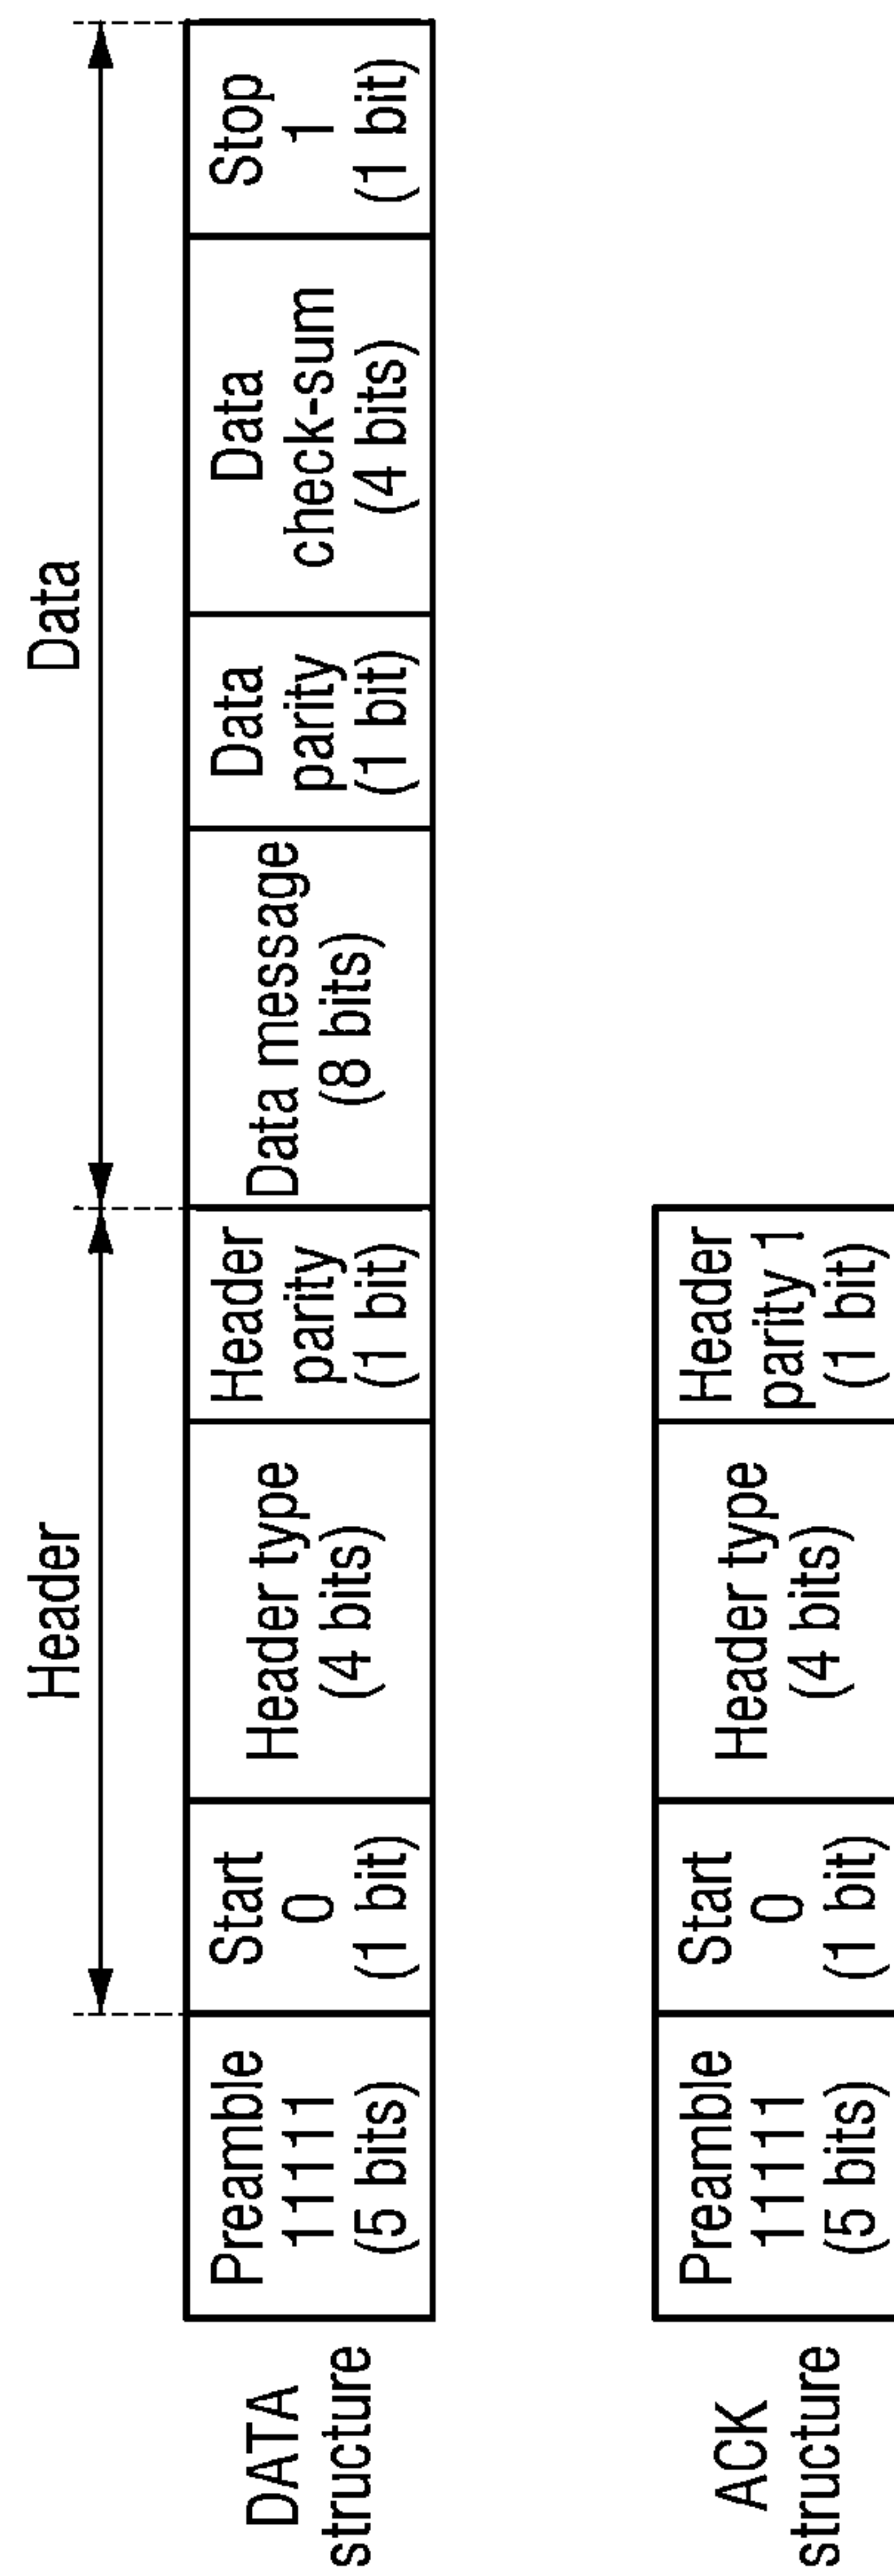 Header
Data
DATA
structure
Preamble
11111
(5 bits)
Start
0
(1 bit)
Header type
(4 bits)
Header
parity
(1 bit)
Data message
(8 bits)
Data
parity
(1 bit)
Data
check-sum
(4 bits)
Stop
1
(1 bit)
ACK
structure
Preamble
11111
(5 bits)
Start
0
(1 bit)
Header type
(4 bits)
Header
parity 1
(1 bit)